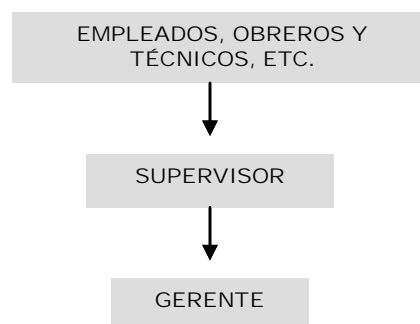 EMPLEADOS, OBREROS Y
TÉCNICOS, ETC.
SUPERVISOR
GERENTE